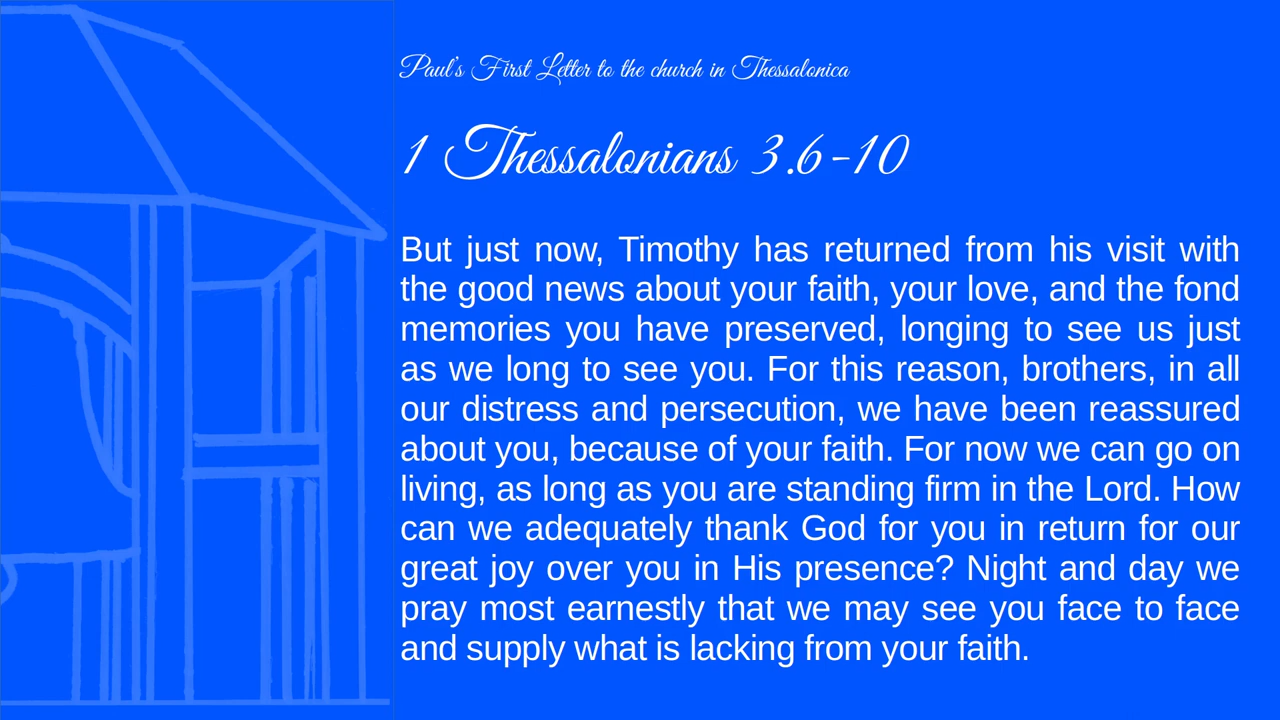 Paul's First Letter to the church in Thessalonica
1 Thessalonians 3.6-10
But just now, Timothy has returned from his visit with
the good news about your faith, your love, and the fond
memories you have preserved, longing to see us just
as we long to see you. For this reason, brothers, in all
our distress and persecution, we have been reassured
about you, because of your faith. For now we can go on
living, as long as you are standing firm in the Lord. How
can we adequately thank God for you in return for our
great joy over you in His presence? Night and day we
pray most earnestly that we may see you face to face
and supply what is lacking from your faith.